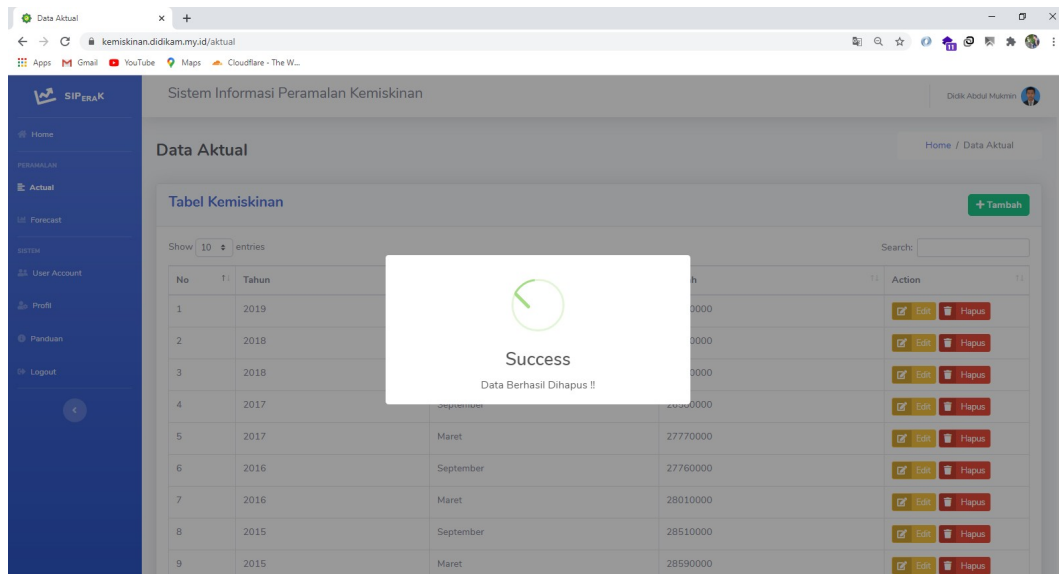 Data Aktual
kemiskinan.didikam.my.id/aktual
11
Apps Gmail YouTube Maps Cloudflare - The W...
SIPERAK
Sistem Informasi Peramalan Kemiskinan
Didik Abdul Mukmin
Home
PERAMALAN
Actual
Forecast
SISTEM
User Account
Profil
Panduan
Logout
Data Aktual
Home / Data Aktual
Tabel Kemiskinan
+ Tambah
Show 10 entries
Search:
No Tahun h Action
1 2019 0000 Edit Hapus
2 2018 0000 Edit Hapus
3 2018 0000 Edit Hapus
Success
Data Berhasil Dihapus !!
4 2017 September Edit Hapus
5 2017 Maret 27770000 Edit Hapus
6 2016 September 27760000 Edit Hapus
7 2016 Maret 28010000 Edit Hapus
8 2015 September 28510000 Edit Hapus
9 2015 Maret 28590000 Edit Hapus